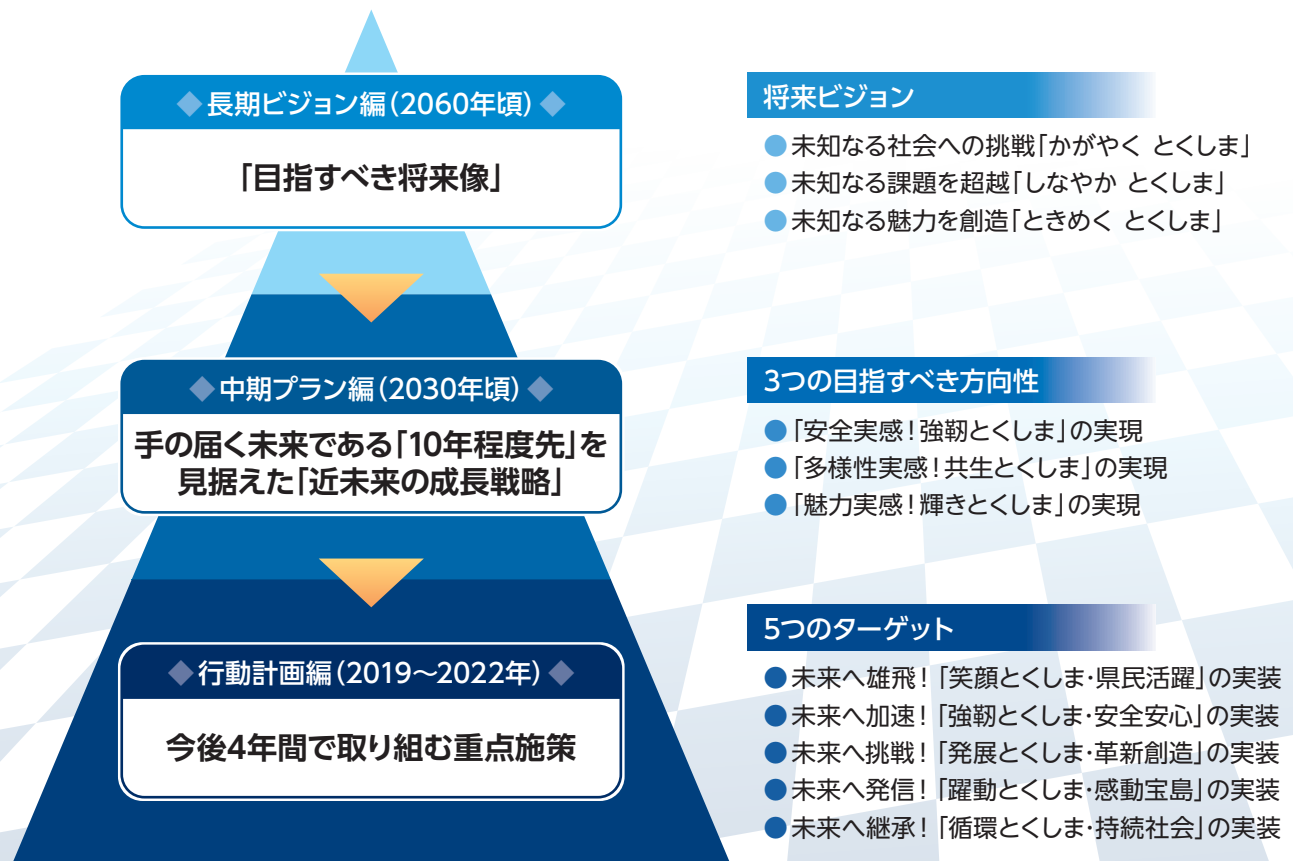 ◆長期ビジョン編(2060年頃)◆
「目指すべき将来像」
将来ビジョン
●未知なる社会への挑戦「かがやく とくしま」
●未知なる課題を超越「しなやか とくしま」
●未知なる魅力を創造「ときめく とくしま」
◆中期プラン編(2030年頃)◆
手の届く未来である「10年程度先」を
見据えた「近未来の成長戦略」
3つの目指すべき方向性
●「安全実感!強靭とくしま」の実現
●「多様性実感!共生とくしま」の実現
●「魅力実感!輝きとくしま」の実現
◆行動計画編(2019~2022年)◆
今後4年間で取り組む重点施策
5つのターゲット
●未来へ雄飛!「笑顔とくしま・県民活躍」の実装
●未来へ加速!「強靭とくしま・安全安心」の実装
●未来へ挑戦!「発展とくしま・革新創造」の実装
●未来へ発信!「躍動とくしま・感動宝島」の実装
●未来へ継承!「循環とくしま・持続社会」の実装